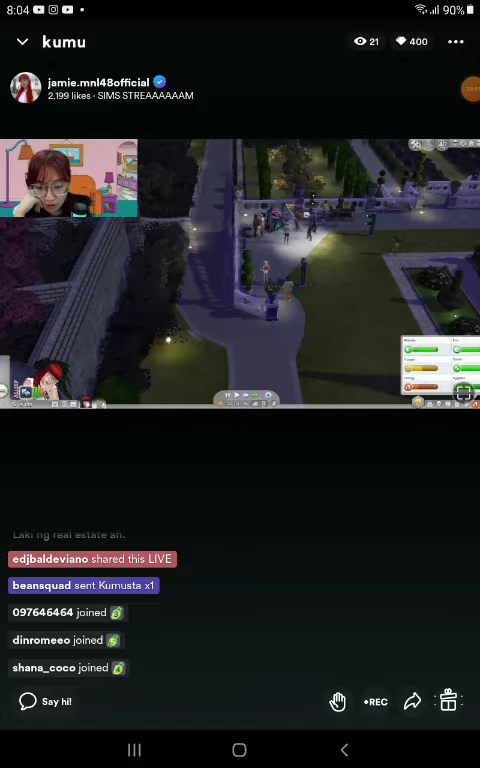 8:04
90%
kumu
21
400
jamie.mnl48official
2,199 likes · SIMS STREAAAAAAM
Laki ng real estate ah.
edjbaldeviano shared this LIVE
beansquad sent Kumusta x1
097646464 joined
dinromeeo joined
shana_coco joined
Say hi!
•REC